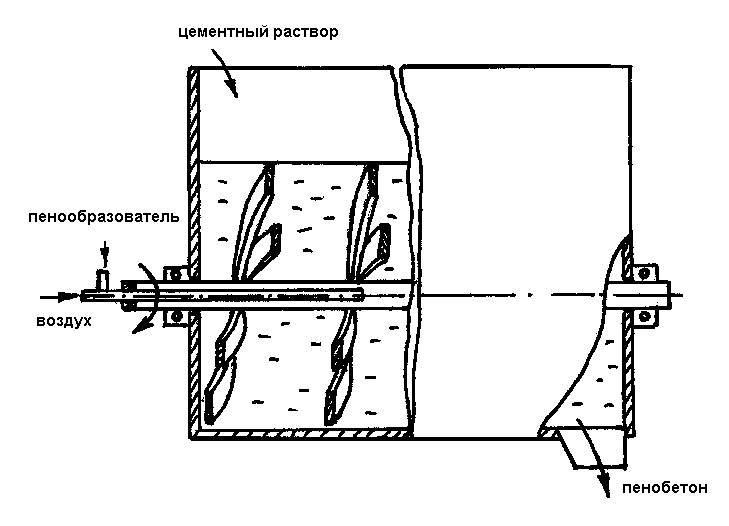 цементный раствор
пенообразователь
воздух
пенобетон